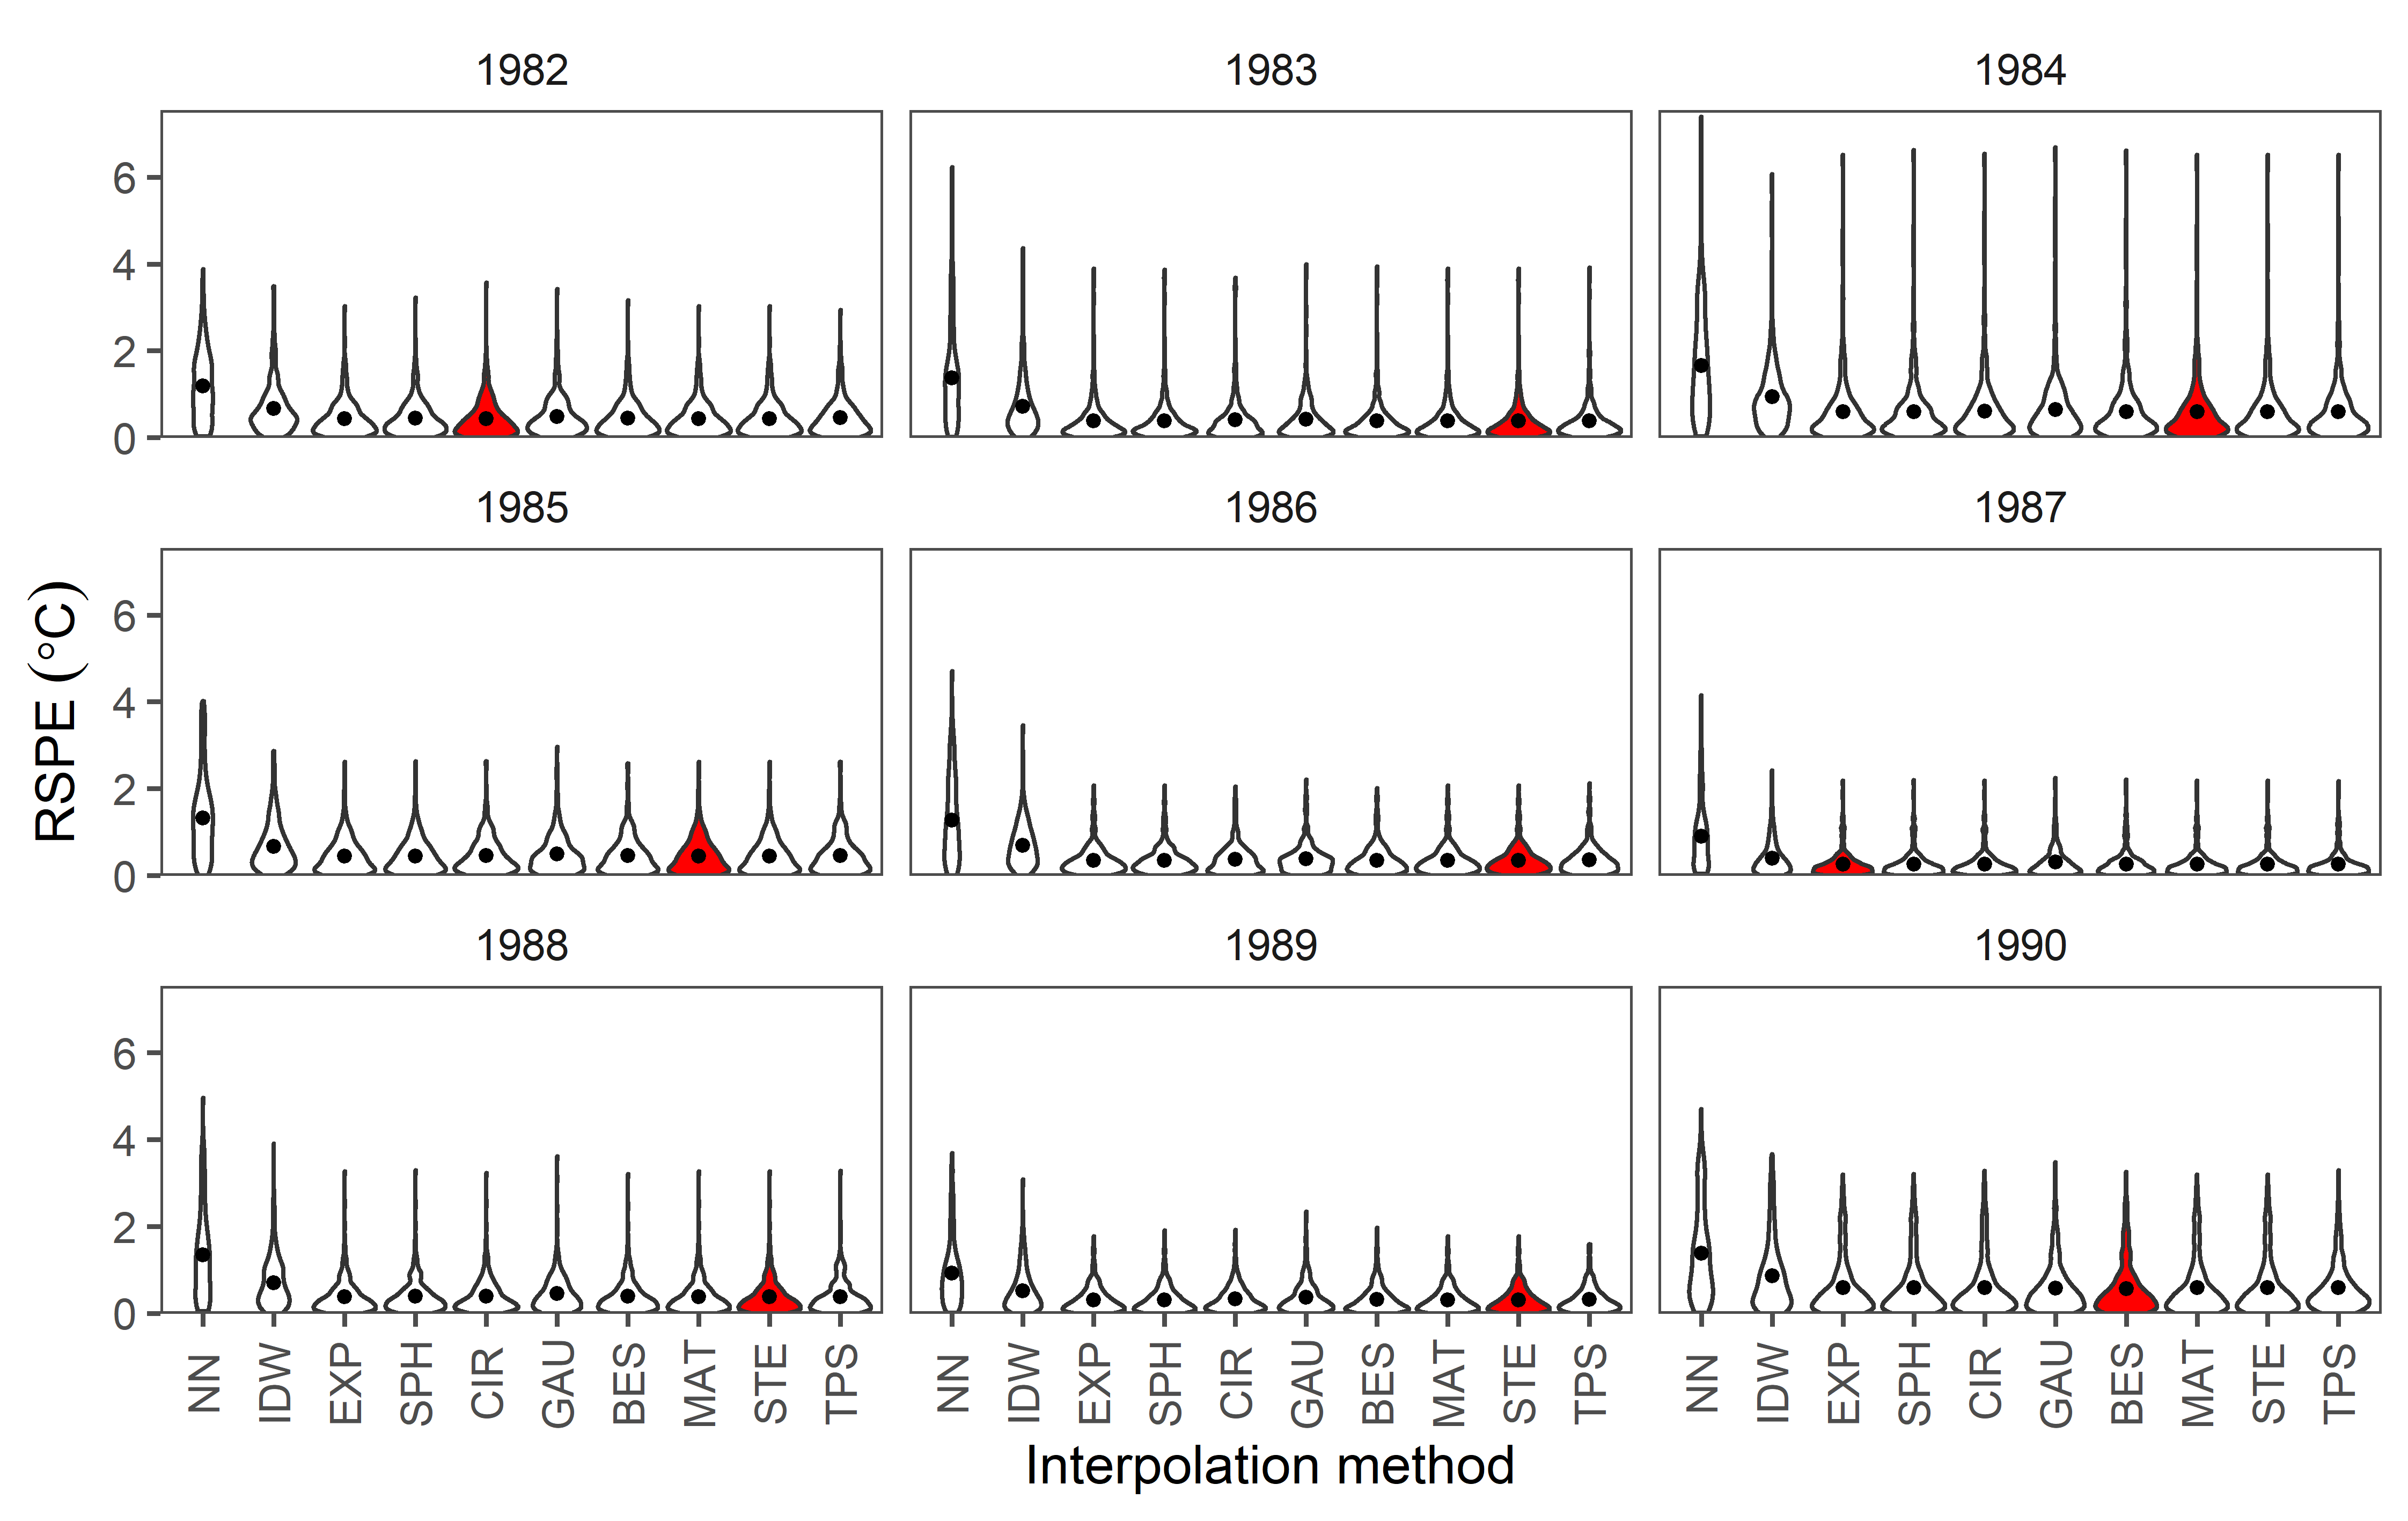 1982 1983 1984
6
4
2
0
1985 1986 1987
6
4
2
0
RSPE (°C)
1988 1989 1990
6
4
2
0
NN IDW EXP SPH CIR GAU BES MAT STE TPS NN IDW EXP SPH CIR GAU BES MAT STE TPS NN IDW EXP SPH CIR GAU BES MAT STE TPS
Interpolation method